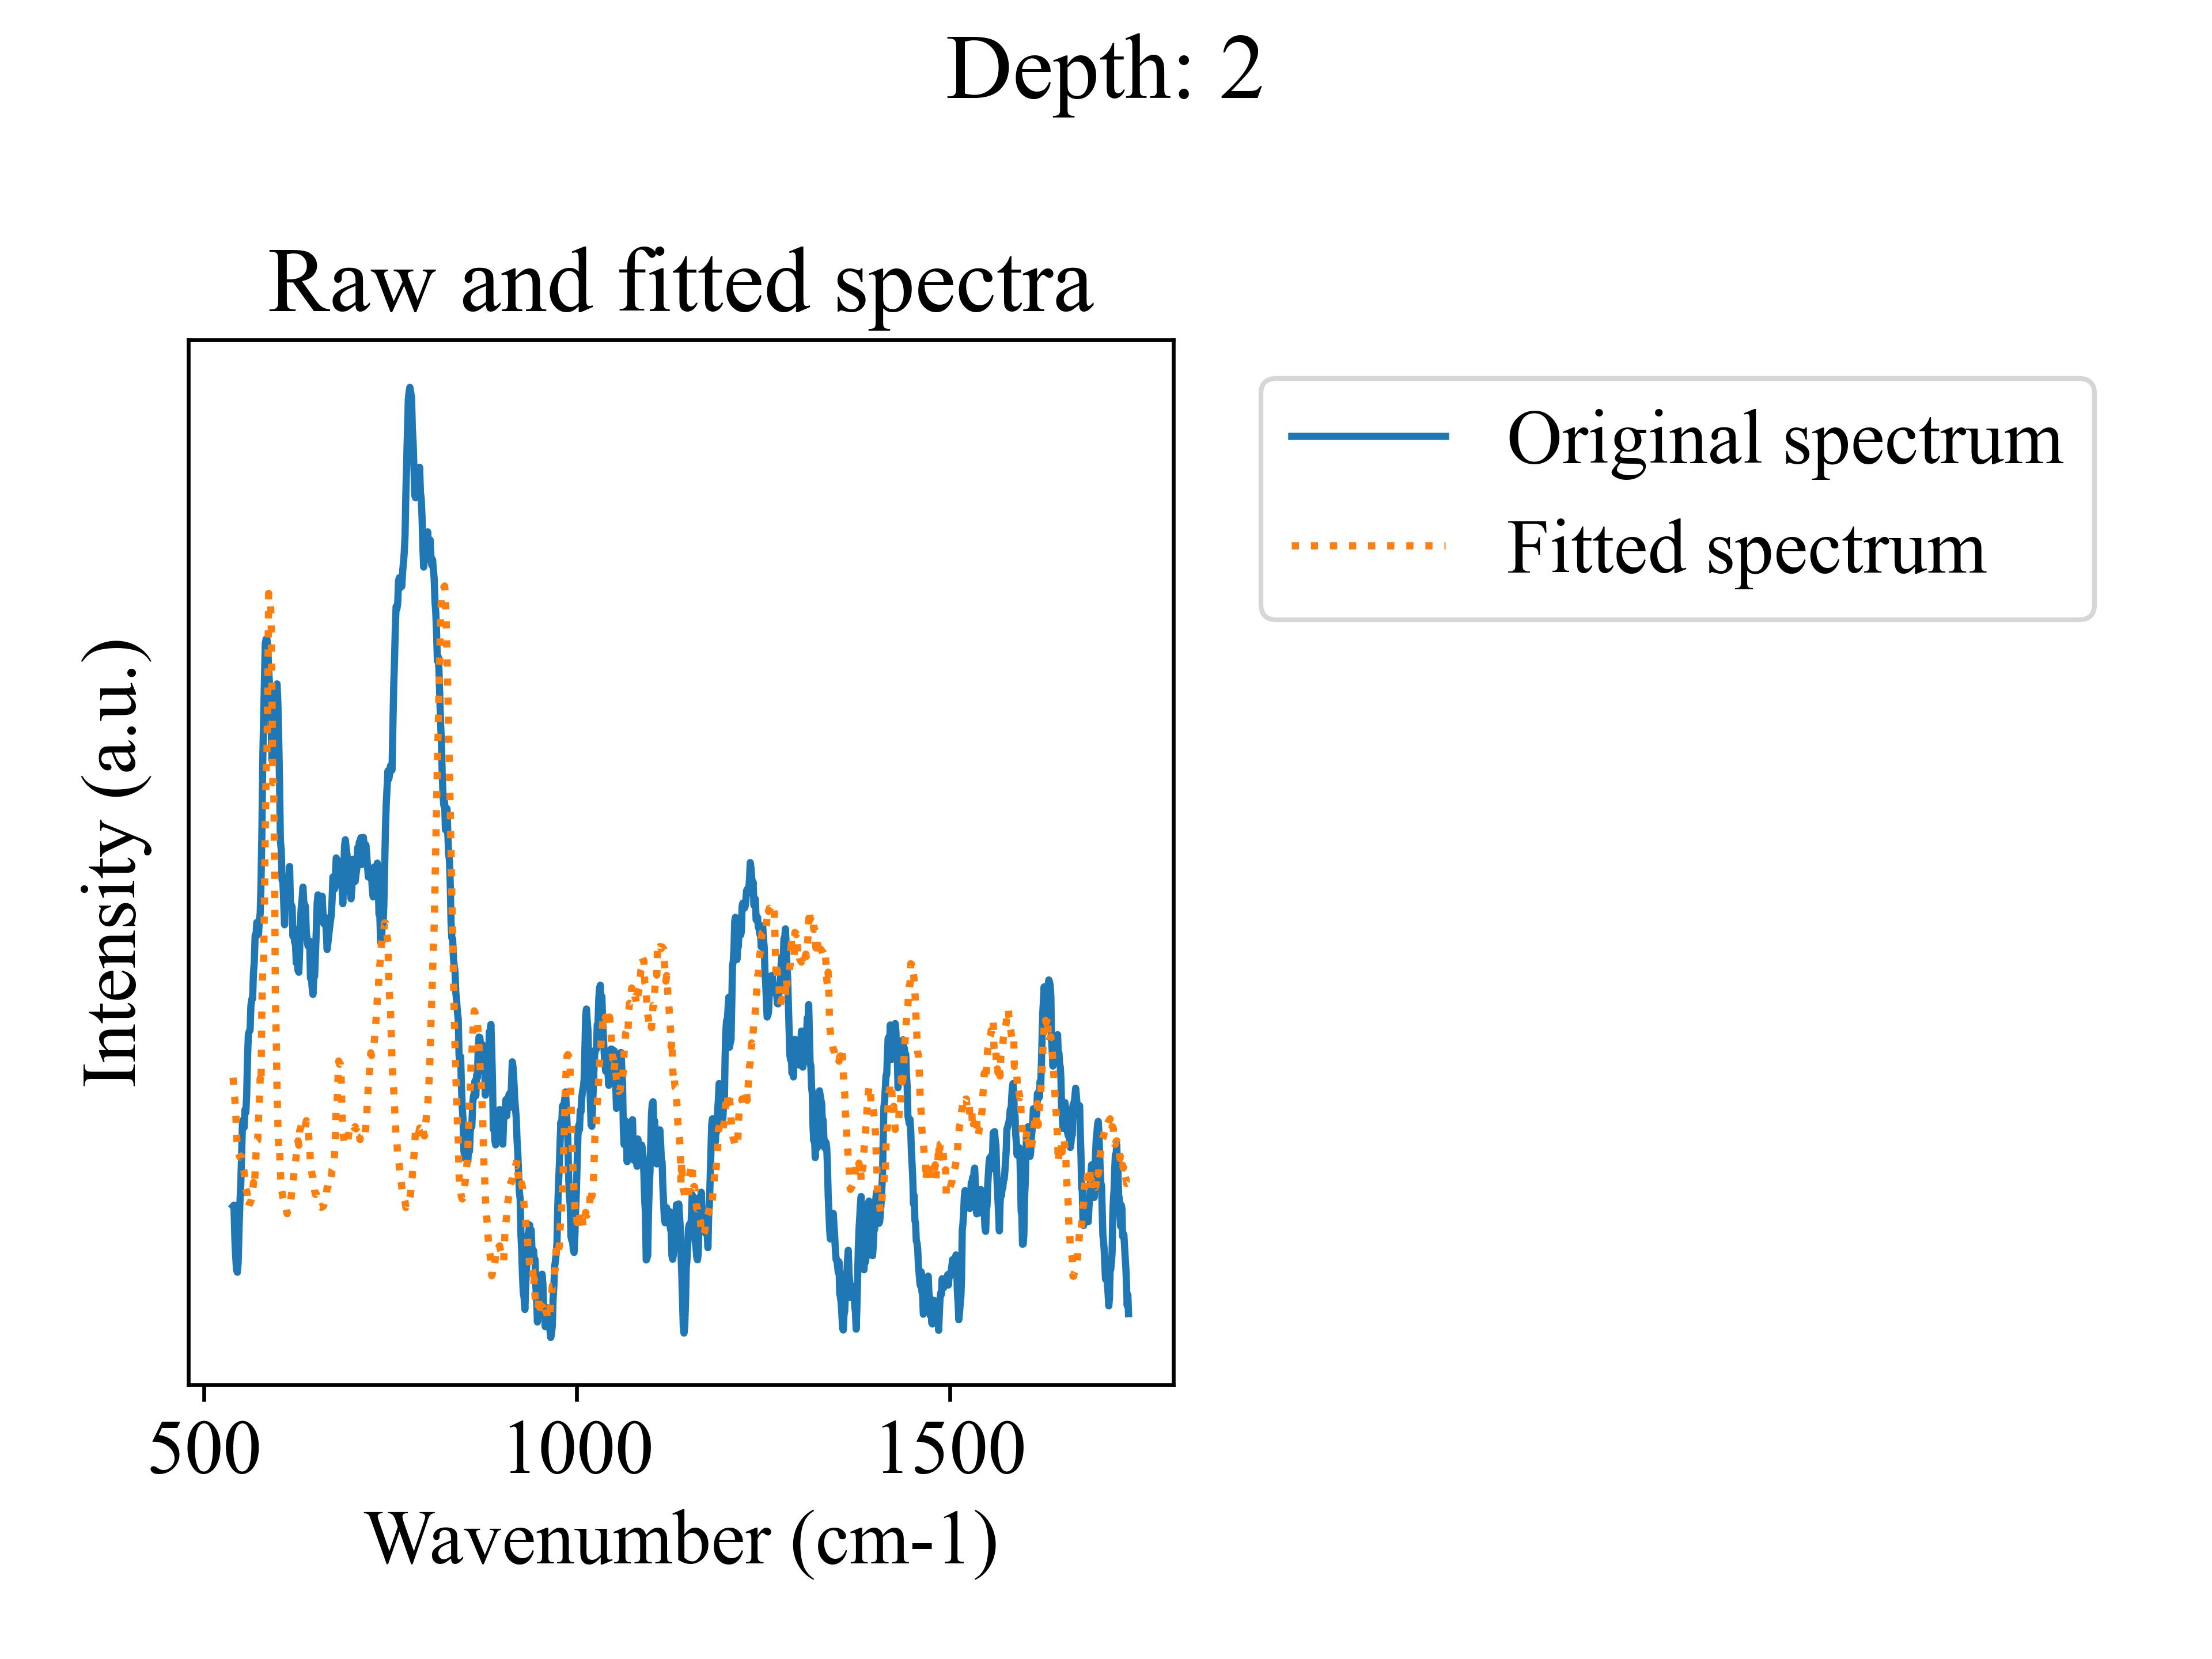 Depth: 2
Raw and fitted spectra
Original spectrum
Fitted spectrum
Intensity (a.u.)
500 1000 1500
Wavenumber (cm-1)